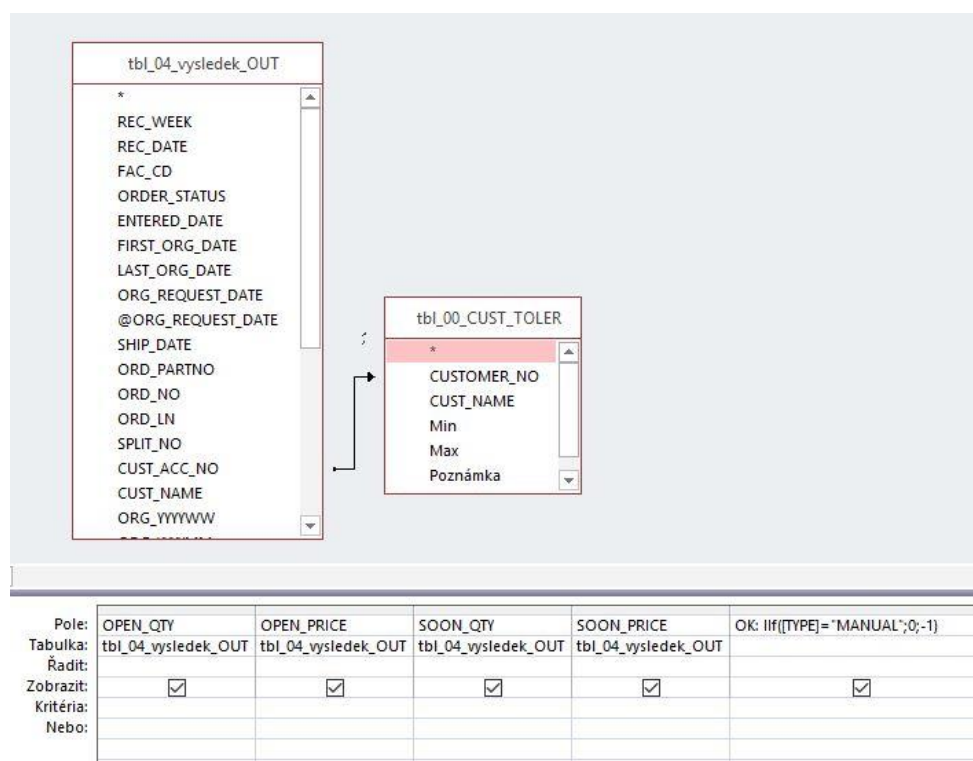 tbl_04_vysledek_OUT
*
REC_WEEK
REC_DATE
FAC_CD
ORDER_STATUS
ENTERED_DATE
FIRST_ORG_DATE
LAST_ORG_DATE
ORG_REQUEST_DATE
@ORG_REQUEST_DATE
SHIP_DATE
ORD_PARTNO
ORD_NO
ORD_LN
SPLIT_NO
CUST_ACC_NO
CUST_NAME
ORG_YYYYWW
tbl_00_CUST_TOLER
*
CUSTOMER_NO
CUST_NAME
Min
Max
Poznámka
Pole: OPEN_QTY OPEN_PRICE SOON_QTY SOON_PRICE OK: IIf([TYPE]="MANUAL";0;-1)
Tabulka: tbl_04_vysledek_OUT tbl_04_vysledek_OUT tbl_04_vysledek_OUT tbl_04_vysledek_OUT
Řadit:
Zobrazit:
Kritéria:
Nebo: